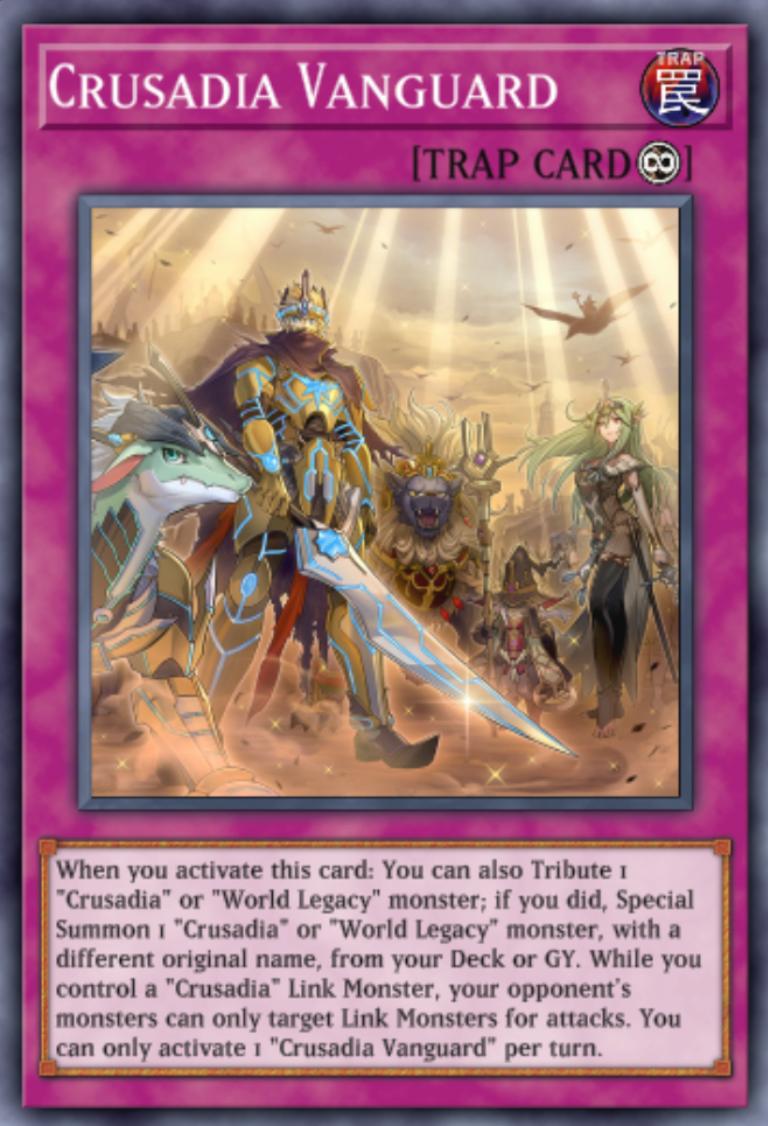 CRUSADIA VANGUARD
TRAP
罠
[TRAP CARD]
When you activate this card: You can also Tribute 1
"Crusadia" or "World Legacy" monster; if you did, Special
Summon 1 "Crusadia" or "World Legacy" monster, with a
different original name, from your Deck or GY. While you
control a "Crusadia" Link Monster, your opponent's
monsters can only target Link Monsters for attacks. You
can only activate 1 "Crusadia Vanguard" per turn.